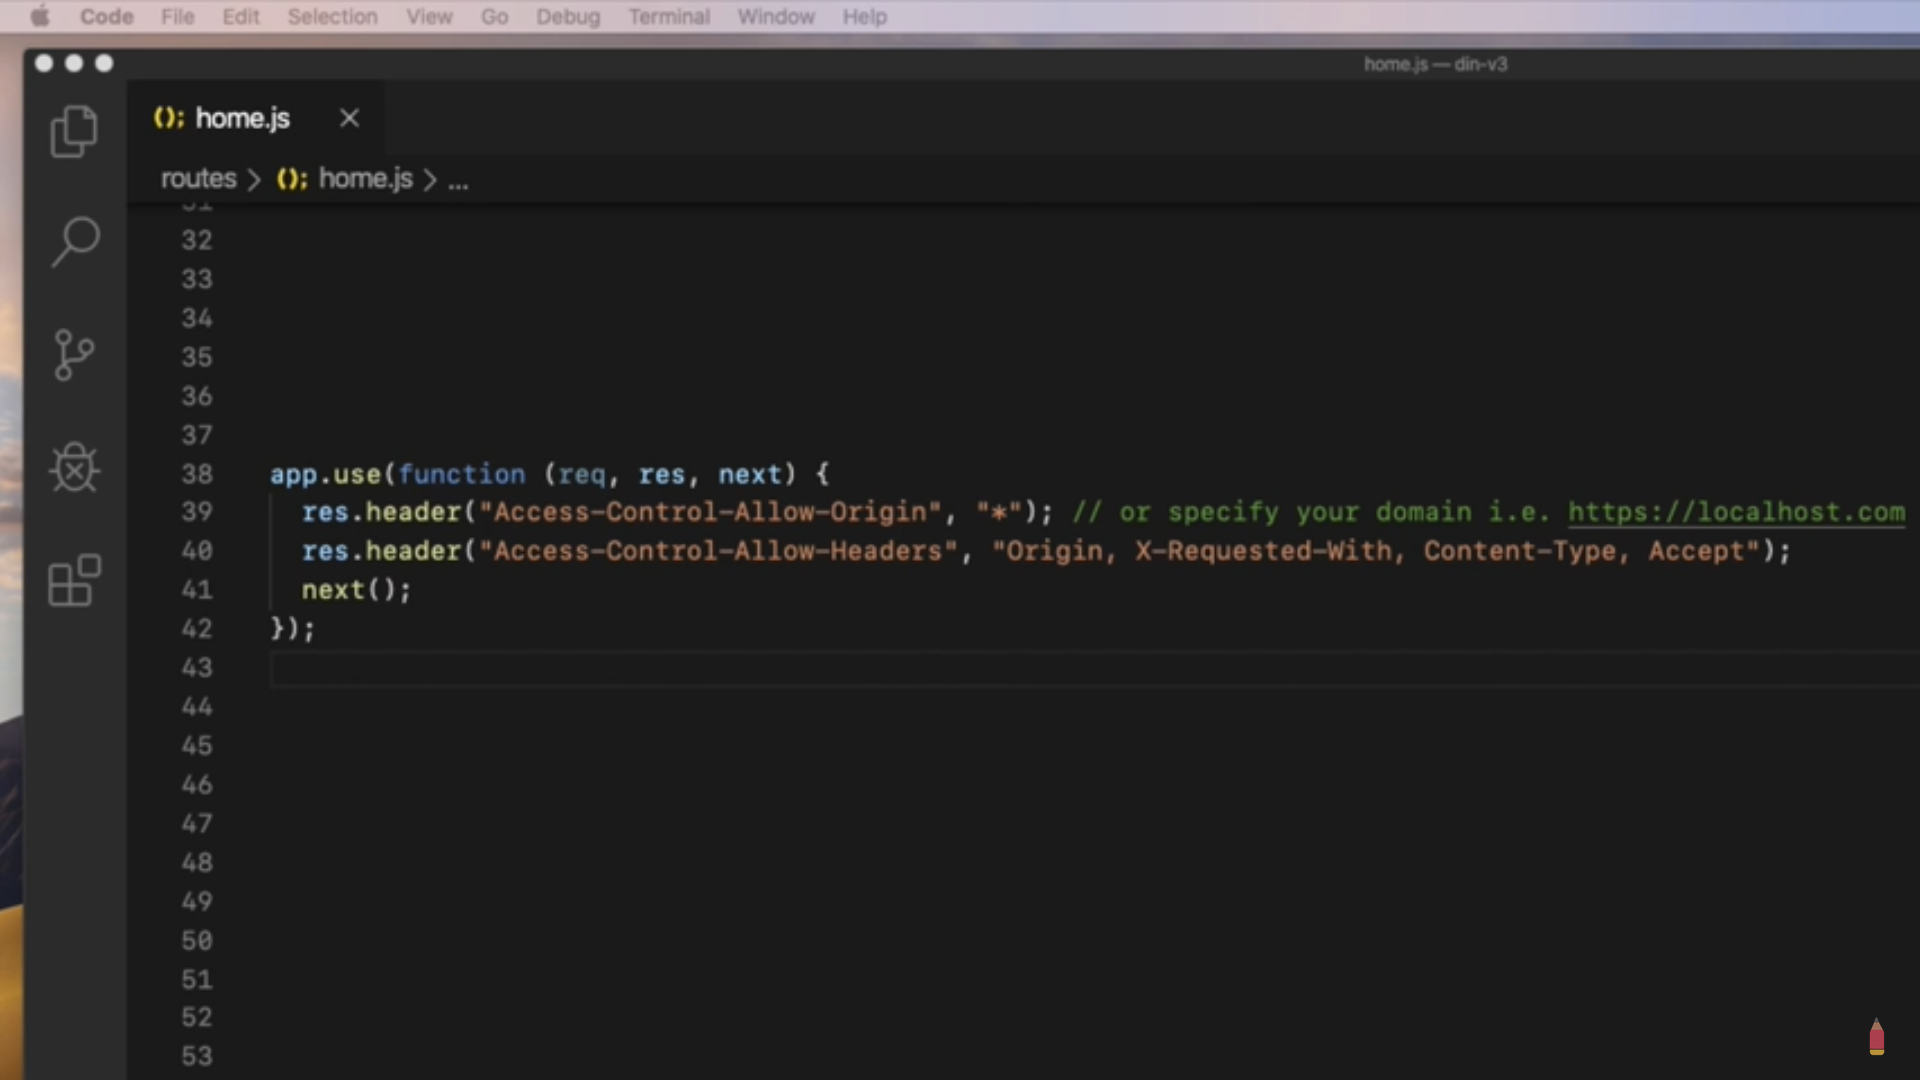 Code File Edit Selection View Go Debug Terminal Window Help
home.js — din-v3
(); home.js
routes > (); home.js > ...
31
32
33
34
35
36
37
38 app.use(function (req, res, next) {
39 res.header("Access-Control-Allow-Origin", "*"); // or specify your domain i.e. https://localhost.com
40 res.header("Access-Control-Allow-Headers", "Origin, X-Requested-With, Content-Type, Accept");
41 next();
42 });
43
44
45
46
47
48
49
50
51
52
53